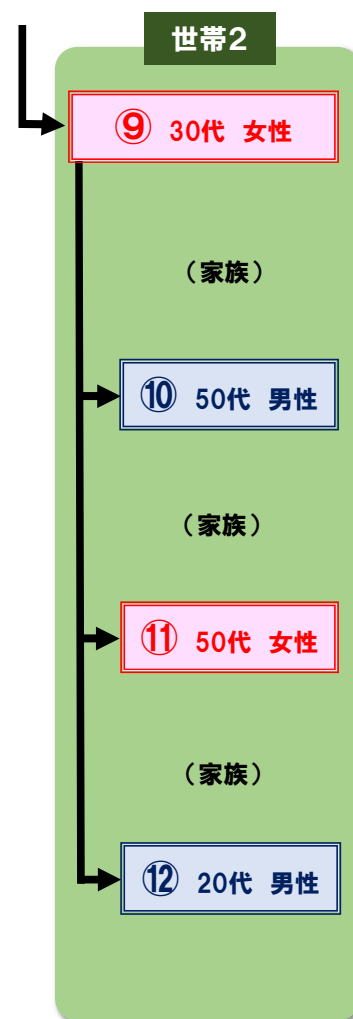 世帯2
⑨ 30代 女性
（家族）
⑩ 50代 男性
（家族）
⑪ 50代 女性
（家族）
⑫ 20代 男性